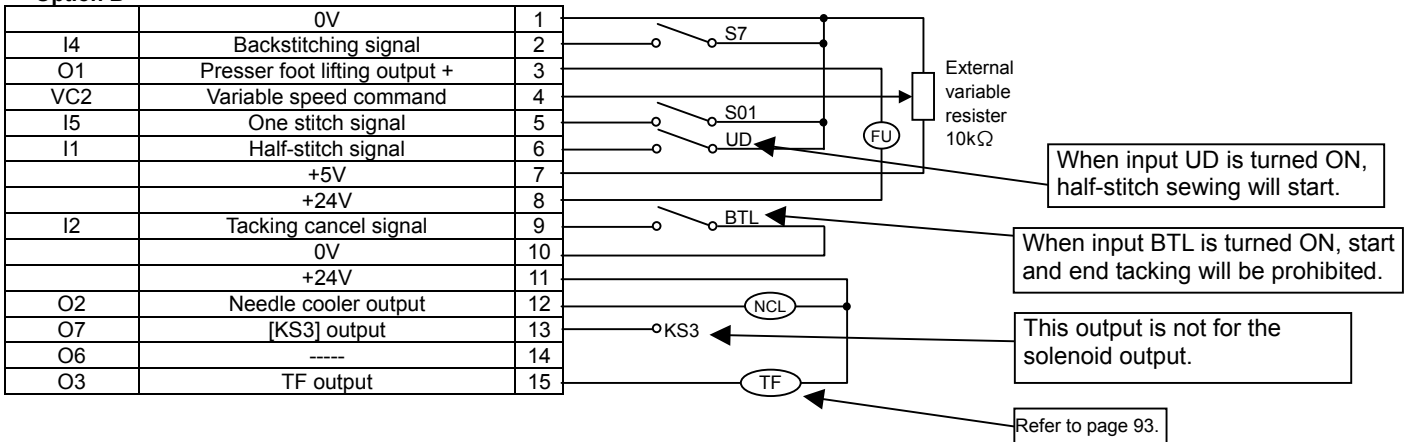 Option B
0V 1
I4 Backstitching signal 2
O1 Presser foot lifting output + 3
VC2 Variable speed command 4
I5 One stitch signal 5
I1 Half-stitch signal 6
+5V 7
+24V 8
I2 Tacking cancel signal 9
0V 10
+24V 11
O2 Needle cooler output 12
O7 [KS3] output 13
O6 ----- 14
O3 TF output 15
S7
S01
UD
FU
External
variable
resister
10kΩ
BTL
NCL
KS3
TF
When input UD is turned ON,
half-stitch sewing will start.
When input BTL is turned ON, start
and end tacking will be prohibited.
This output is not for the
solenoid output.
Refer to page 93.